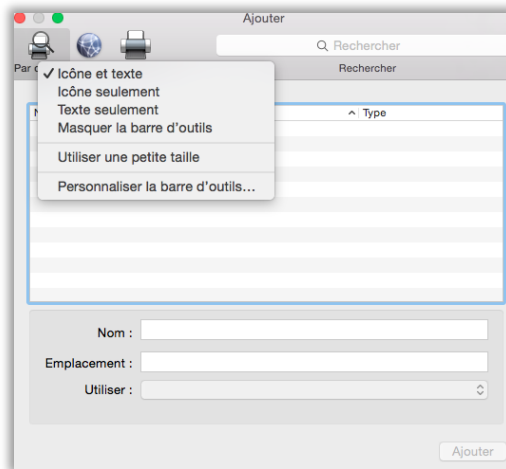 Ajouter
Rechercher
Par
Rechercher
✓ Icône et texte
Icône seulement
Texte seulement
Masquer la barre d'outils
Utiliser une petite taille
Personnaliser la barre d'outils...
Type
Nom :
Emplacement :
Utiliser :
Ajouter